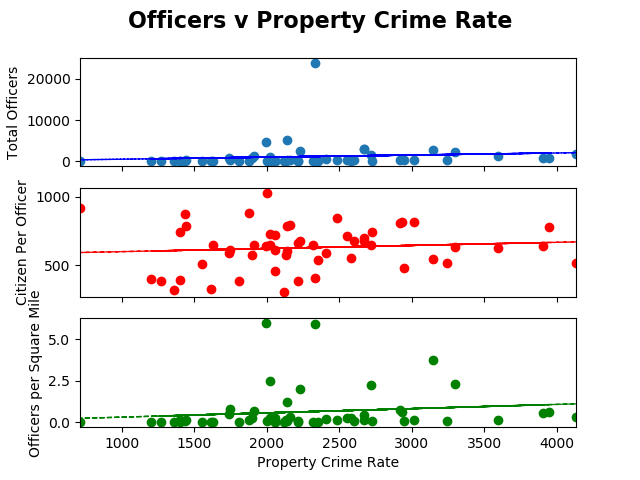 Officers v Property Crime Rate
Total Officers
20000
10000
0
Citizen Per Officer
1000
500
Officers per Square Mile
5.0
2.5
0.0
1000 1500 2000 2500 3000 3500 4000
Property Crime Rate